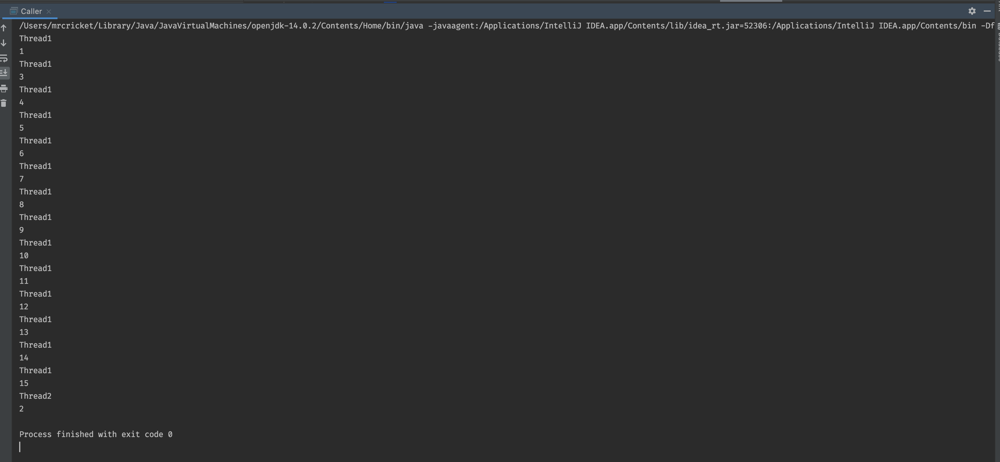 Caller
/Users/mrcricket/Library/Java/JavaVirtualMachines/openjdk-14.0.2/Contents/Home/bin/java -javaagent:/Applications/IntelliJ IDEA.app/Contents/lib/idea_rt.jar=52306:/Applications/IntelliJ IDEA.app/Contents/bin -Df
Thread1
1
Thread1
3
Thread1
4
Thread1
5
Thread1
6
Thread1
7
Thread1
8
Thread1
9
Thread1
10
Thread1
11
Thread1
12
Thread1
13
Thread1
14
Thread1
15
Thread2
2
Process finished with exit code 0